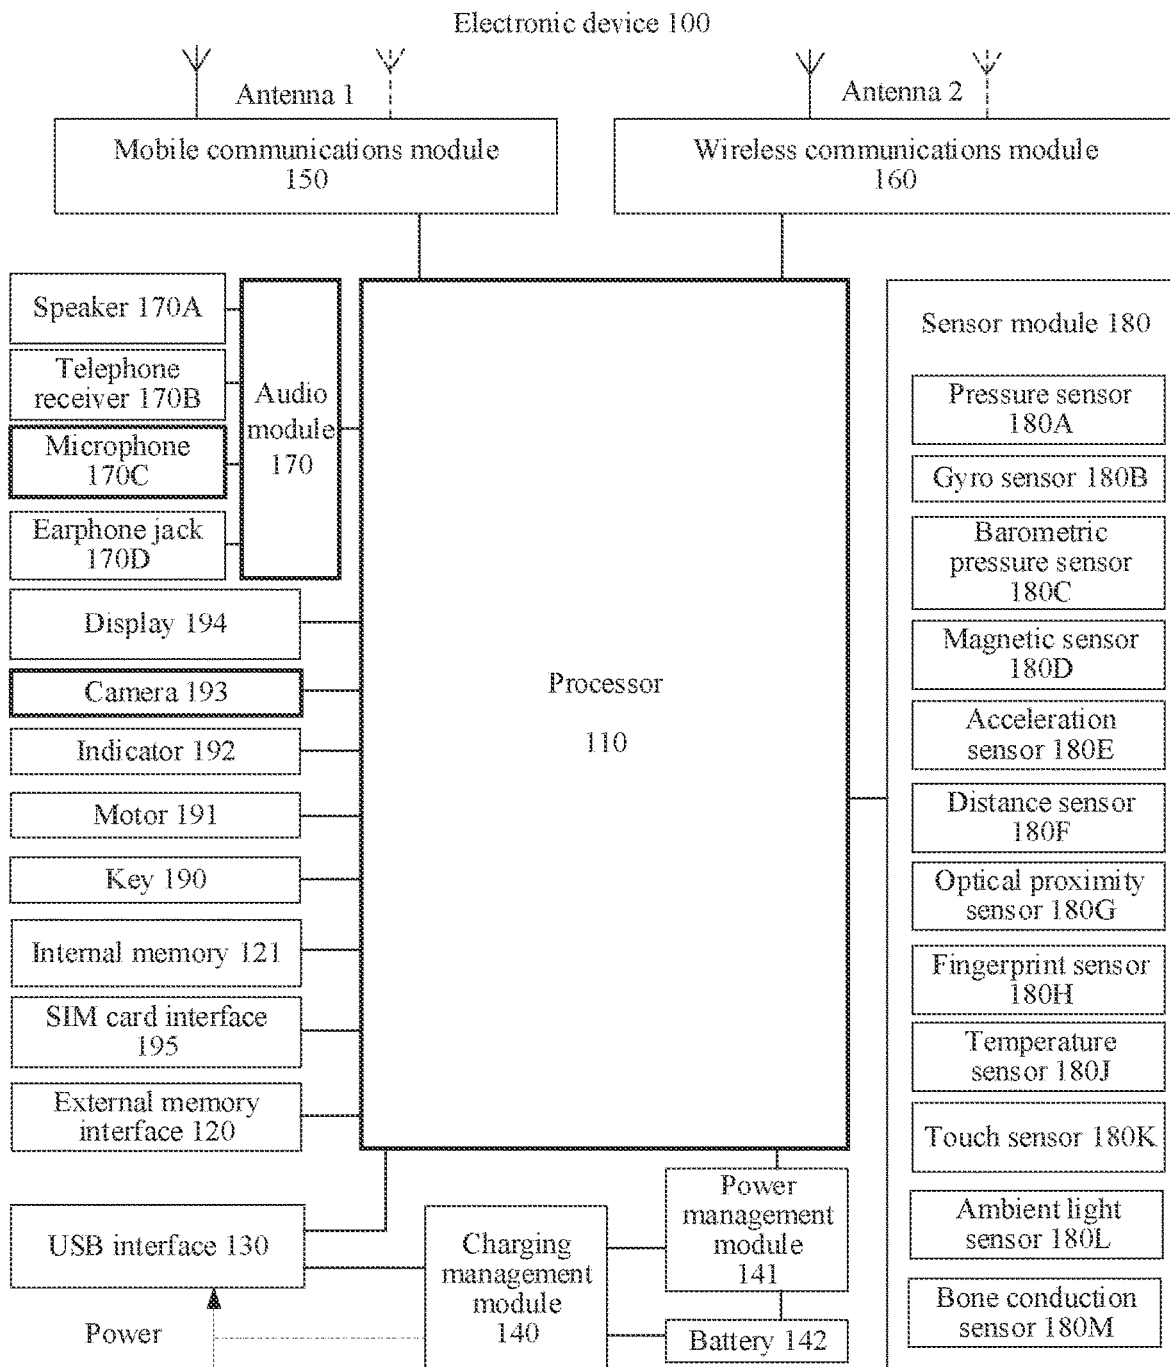 Electronic device 100
Antenna 1
Antenna 2
Mobile communications module
150
Wireless communications module
160
Speaker 170A
Telephone
receiver 170B
Microphone
170C
Earphone jack
170D
Audio
module
170
Display 194
Camera 193
Indicator 192
Motor 191
Key 190
Internal memory 121
SIM card interface
195
External memory
interface 120
Processor
110
Sensor module 180
Pressure sensor
180A
Gyro sensor 180B
Barometric
pressure sensor
180C
Magnetic sensor
180D
Acceleration
sensor 180E
Distance sensor
180F
Optical proximity
sensor 180G
Fingerprint sensor
180H
Temperature
sensor 180J
Touch sensor 180K
Ambient light
sensor 180L
Bone conduction
sensor 180M
USB interface 130
Power
Charging
management
module
140
Power
management
module
141
Battery 142